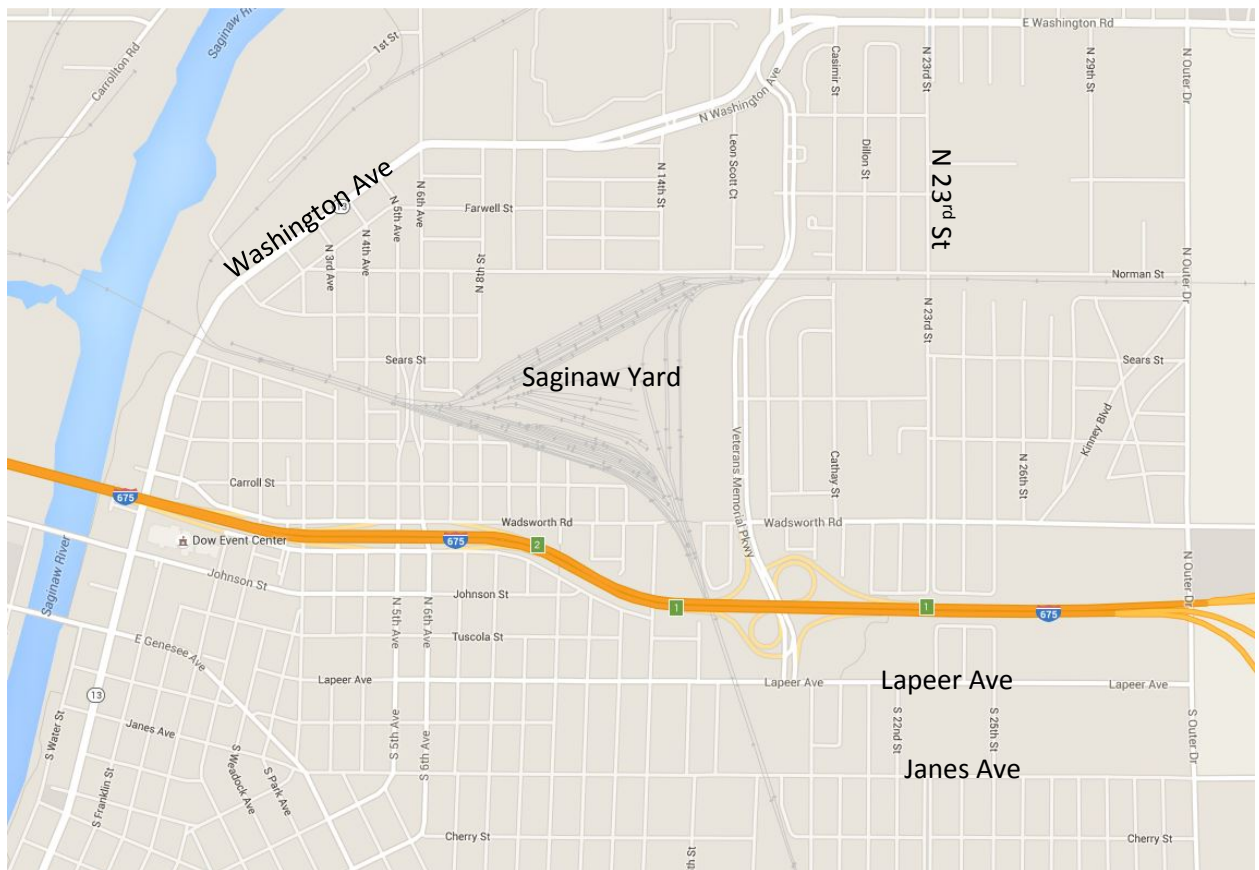 Saginaw River
Carrollton Rd
1st St
E Washington Rd
N Washington Ave
Casimir St
N 23rd St
N 29th St
N Outer Dr
Washington Ave
13
N 5th Ave
N 6th Ave
Farwell St
N 14th St
Leon Scott Ct
Dillon St
N 23rd St
N 3rd Ave
N 4th Ave
N 8th St
Norman St
N Outer Dr
N 23rd St
Sears St
Saginaw Yard
Sears St
Kinney Blvd
Veterans Memorial Pkwy
Cathay St
N 26th St
Carroll St
675
Wadsworth Rd
Wadsworth Rd
Dow Event Center
675
2
Saginaw River
Johnson St
Johnson St
N 5th Ave
N 6th Ave
1
1
675
N Outer Dr
E Genesee Ave
Tuscola St
Lapeer Ave
Lapeer Ave
Lapeer Ave
Lapeer Ave
13
S Water St
Janes Ave
S Weadock Ave
S Park Ave
S 5th Ave
S 6th Ave
S 22nd St
S 25th St
S Outer Dr
Janes Ave
S Franklin St
Cherry St
Cherry St